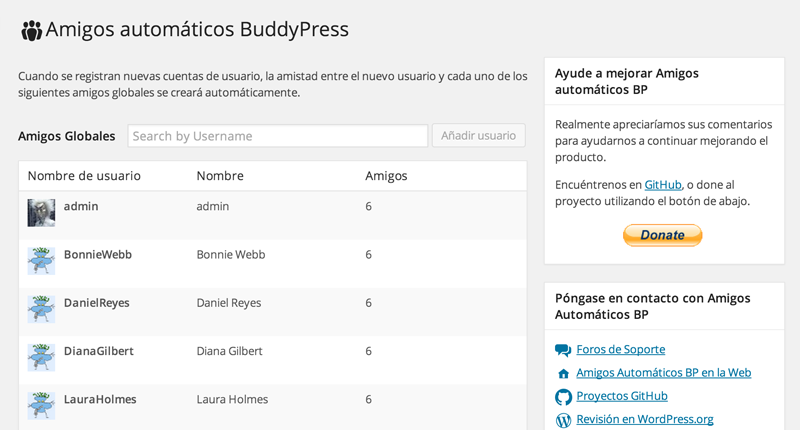 Amigos automáticos BuddyPress
Cuando se registran nuevas cuentas de usuario, la amistad entre el nuevo usuario y cada uno de los
siguientes amigos globales se creará automáticamente.
Amigos Globales
Search by Username
Añadir usuario
Nombre de usuario Nombre Amigos
admin admin 6
BonnieWebb Bonnie Webb 6
DanielReyes Daniel Reyes 6
DianaGilbert Diana Gilbert 6
LauraHolmes Laura Holmes 6
Ayude a mejorar Amigos
automáticos BP
Realmente apreciaríamos sus comentarios
para ayudarnos a continuar mejorando el
producto.
Encuéntrenos en GitHub, o done al
proyecto utilizando el botón de abajo.
Donate
Póngase en contacto con Amigos
Automáticos BP
Foros de Soporte
Amigos Automáticos BP en la Web
Proyectos GitHub
Revisión en WordPress.org